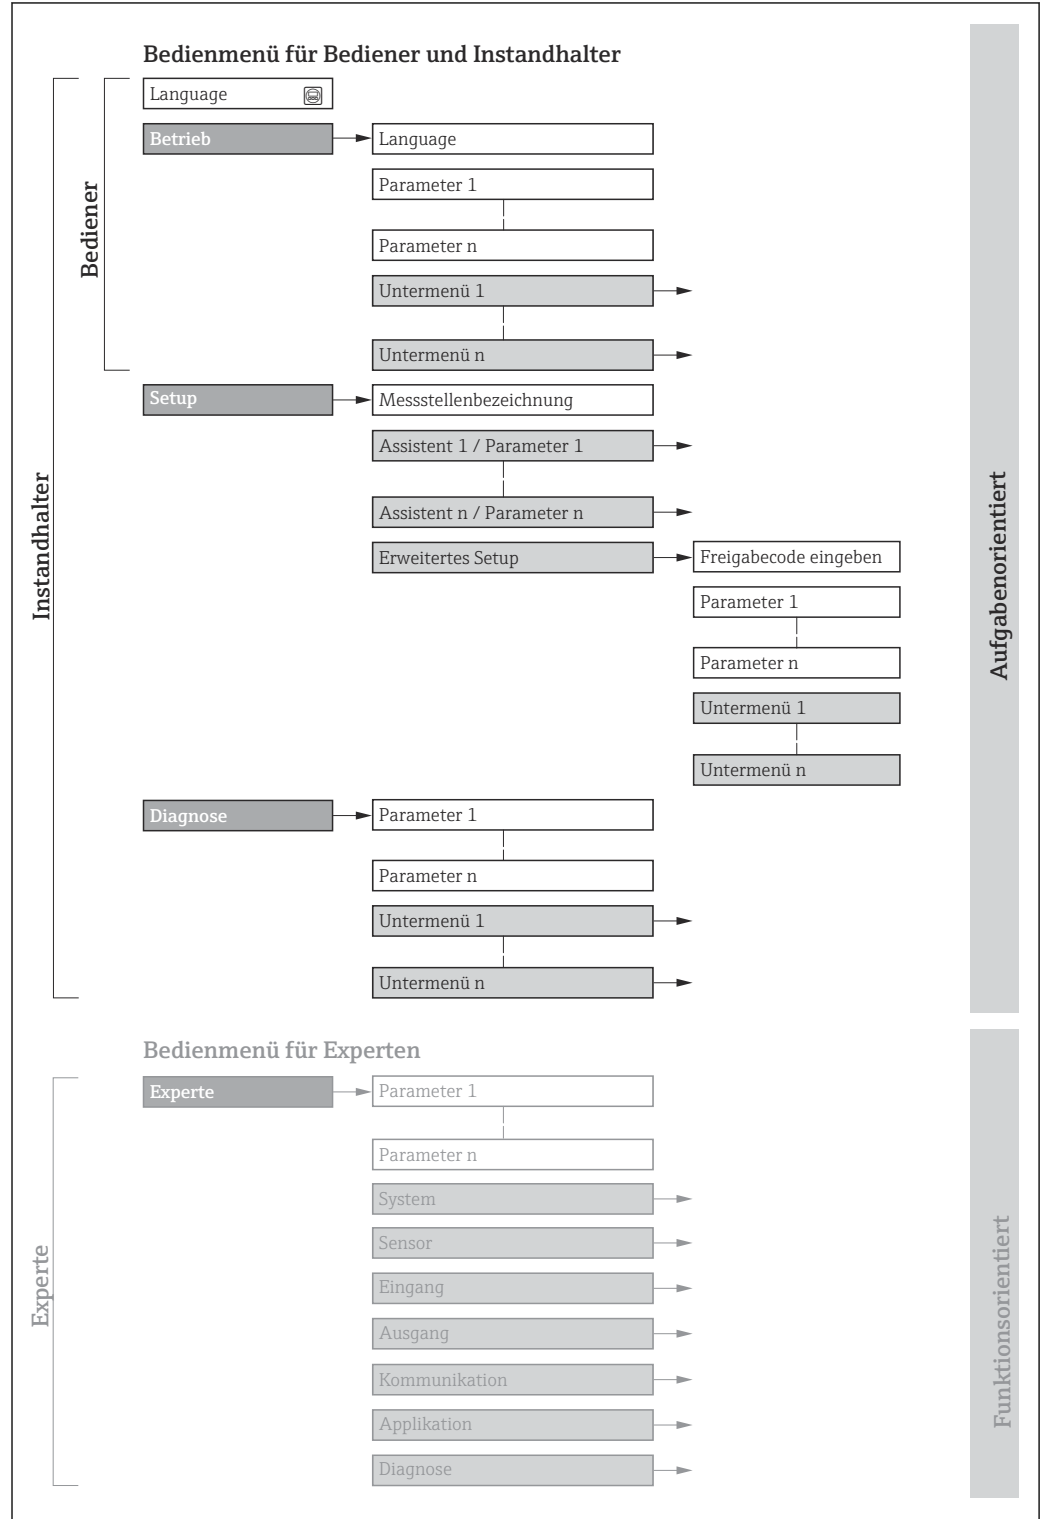 Bedienmenü für Bediener und Instandhalter
Instandhalter
Bediener
Language
Betrieb
Language
Parameter 1
Parameter n
Untermenü 1
Untermenü n
Setup
Messstellenbezeichnung
Assistent 1 / Parameter 1
Assistent n / Parameter n
Erweitertes Setup
Freigabecode eingeben
Parameter 1
Parameter n
Untermenü 1
Untermenü n
Diagnose
Parameter 1
Parameter n
Untermenü 1
Untermenü n
Aufgabenorientiert
Bedienmenü für Experten
Experte
Experte
Parameter 1
Parameter n
System
Sensor
Eingang
Ausgang
Kommunikation
Applikation
Diagnose
Funktionsorientiert